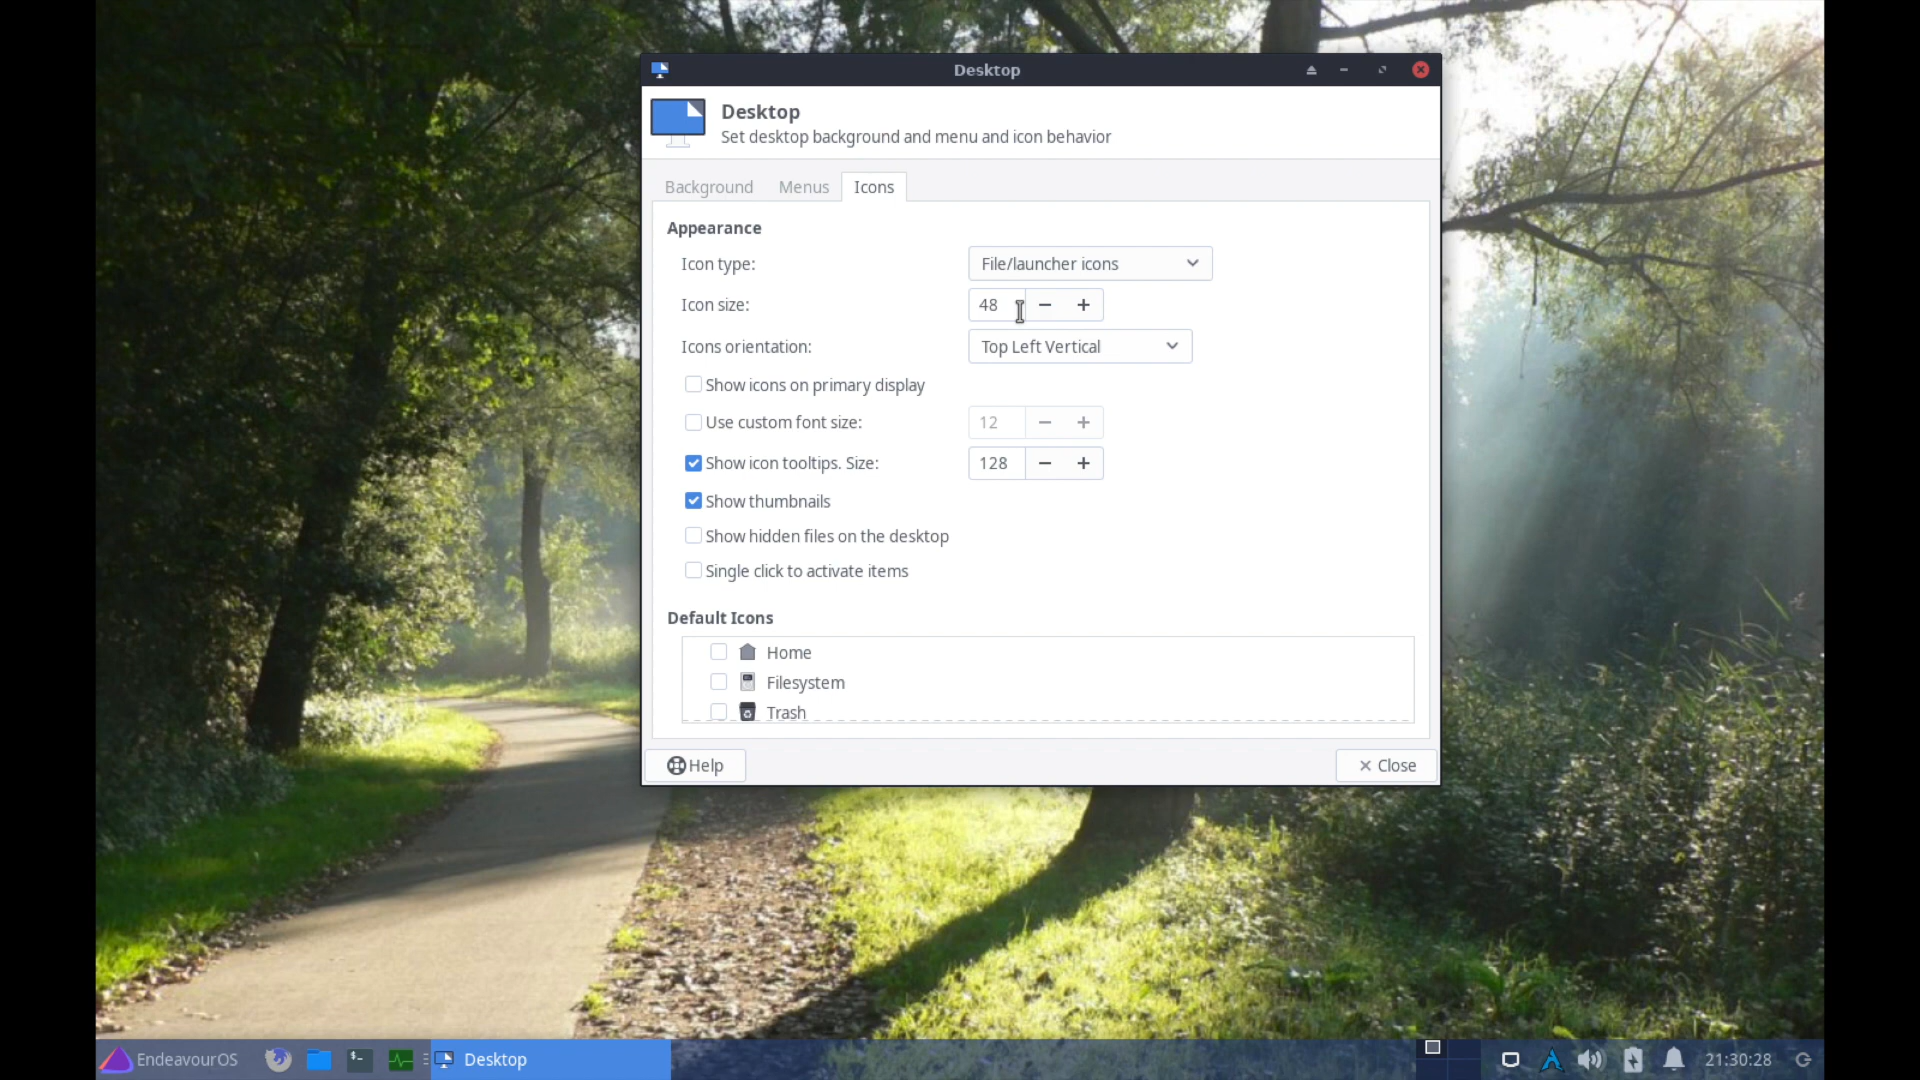 Desktop
Desktop
Set desktop background and menu and icon behavior
Background Menus Icons
Appearance
Icon type: File/launcher icons
Icon size: 48
Icons orientation: Top Left Vertical
Show icons on primary display
Use custom font size: 12
Show icon tooltips. Size: 128
Show thumbnails
Show hidden files on the desktop
Single click to activate items
Default Icons
Home
Filesystem
Trash
Help Close
EndeavourOS Desktop 21:30:28